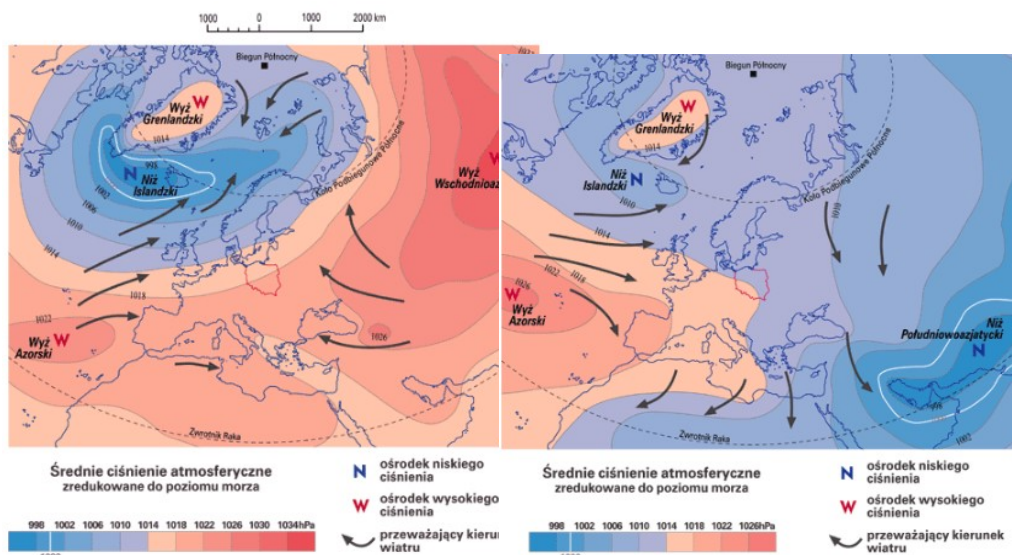 1000 0 1000 2000 km
Biegun Północny
W
Wyż
Grenlandzki
1014
998
N
Niż
Islandzki
1002
1006
1010
1014
1018
1022
W
Wyż
Azorski
1026
W
Wyż
Wschodnioaz
Koło Podbiegunowe Północne
Zwrotnik Raka
Średnie ciśnienie atmosferyczne
zredukowane do poziomu morza
998 1002 1006 1010 1014 1018 1022 1026 1030 1034hPa
N ośrodek niskiego
ciśnienia
W ośrodek wysokiego
ciśnienia
przeważający kierun
wiatru
Biegun Północny
W
Wyż
Grenlandzki
1014
N
Niż
Islandzki
1010
1014
1018
1022
1026
W
Wyż
Azorski
Koło Podbiegunowe Północne
1010
Niż
Południowoazjatycki
N
998
1002
Zwrotnik Raka
Średnie ciśnienie atmosferyczne
zredukowane do poziomu morza
998 1002 1006 1010 1014 1018 1022 1026hPa
N ośrodek niskiego
ciśnienia
W ośrodek wysokiego
ciśnienia
przeważający kierunek
wiatru